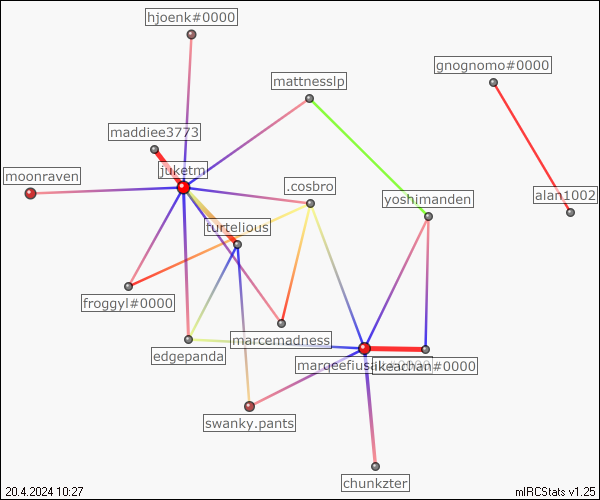 hjoenk#0000
gnognomo#0000
mattnesslp
maddiee3773
juketm
moonraven
.cosbro
yoshimanden
alan1002
turtelious
froggyl#0000
marcemadness
edgepanda
ikeachan#0000
swanky.pants
chunkzter
20.4.2024 10:27
mIRCStats v1.25